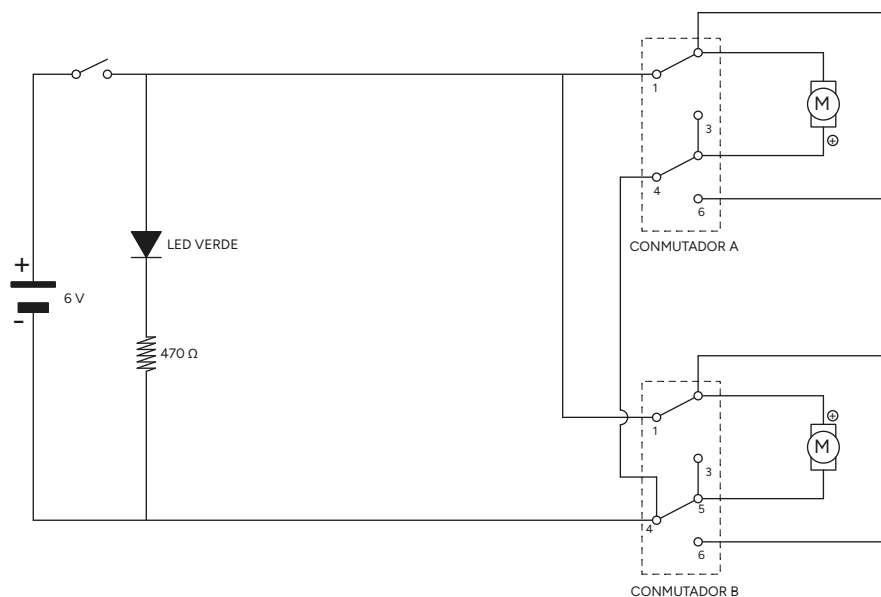 1
M
3
⊕
4
6
CONMUTADOR A
LED VERDE
+
6 V
-
470 Ω
⊕
1
M
3
5
4
6
CONMUTADOR B